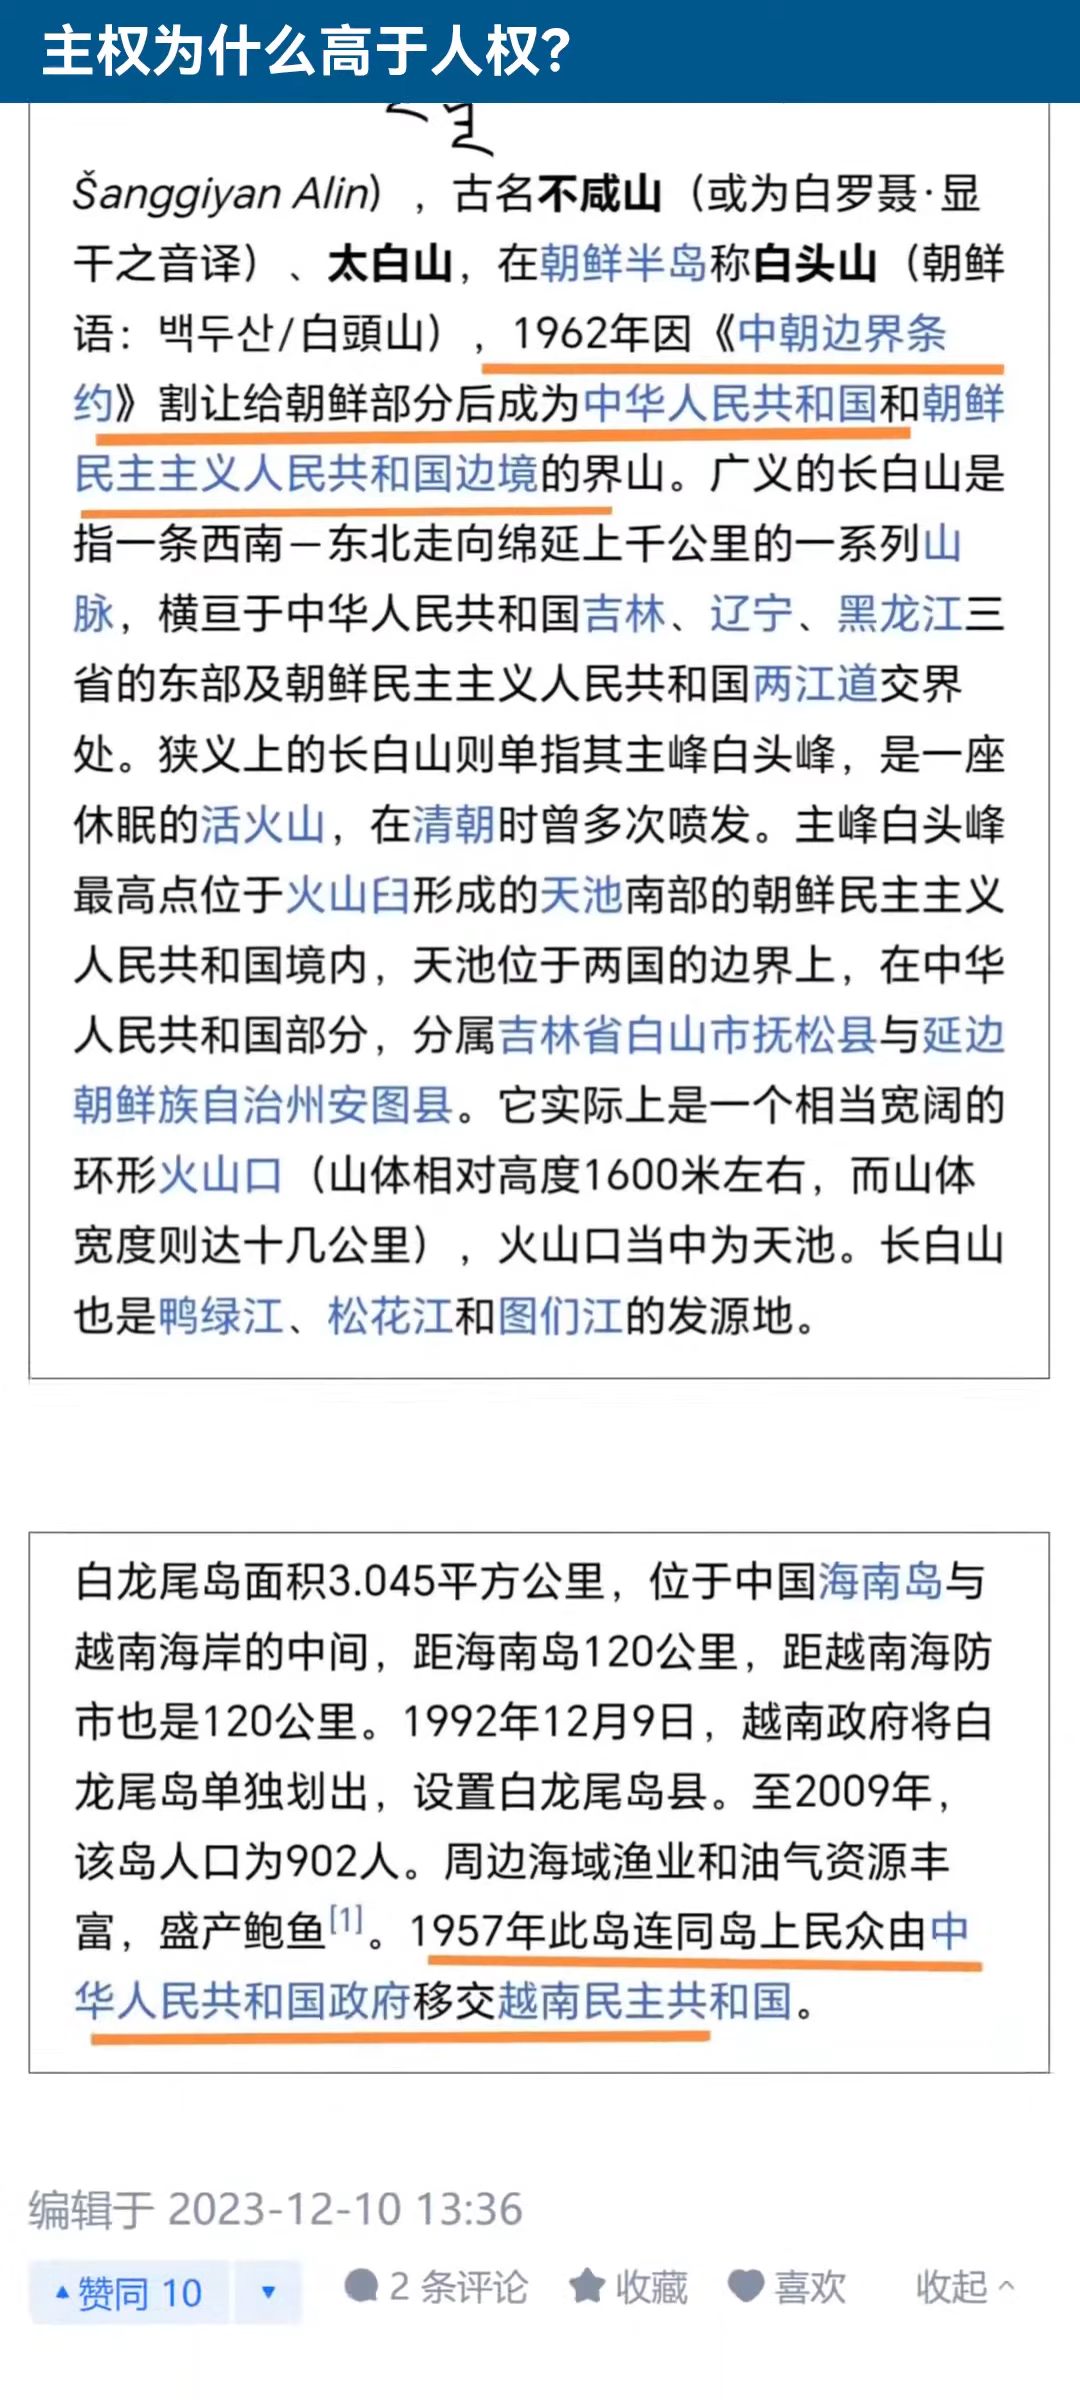 主权为什么高于人权？
Šanggiyan Alin），古名不咸山（或为白罗聂·显
干之音译）、太白山，在朝鲜半岛称白头山（朝鲜
语：백두산/白頭山），1962年因《中朝边界条
约》割让给朝鲜部分后成为中华人民共和国和朝鲜
民主主义人民共和国边境的界山。广义的长白山是
指一条西南－东北走向绵延上千公里的一系列山
脉，横亘于中华人民共和国吉林、辽宁、黑龙江三
省的东部及朝鲜民主主义人民共和国两江道交界
处。狭义上的长白山则单指其主峰白头峰，是一座
休眠的活火山，在清朝时曾多次喷发。主峰白头峰
最高点位于火山臼形成的天池南部的朝鲜民主主义
人民共和国境内，天池位于两国的边界上，在中华
人民共和国部分，分属吉林省白山市抚松县与延边
朝鲜族自治州安图县。它实际上是一个相当宽阔的
环形火山口（山体相对高度1600米左右，而山体
宽度则达十几公里），火山口当中为天池。长白山
也是鸭绿江、松花江和图们江的发源地。
白龙尾岛面积3.045平方公里，位于中国海南岛与
越南海岸的中间，距海南岛120公里，距越南海防
市也是120公里。1992年12月9日，越南政府将白
龙尾岛单独划出，设置白龙尾岛县。至2009年，
该岛人口为902人。周边海域渔业和油气资源丰
富，盛产鲍鱼[1]。1957年此岛连同岛上民众由中
华人民共和国政府移交越南民主共和国。
编辑于 2023-12-10 13:36
赞同 10
2 条评论
收藏
喜欢
收起